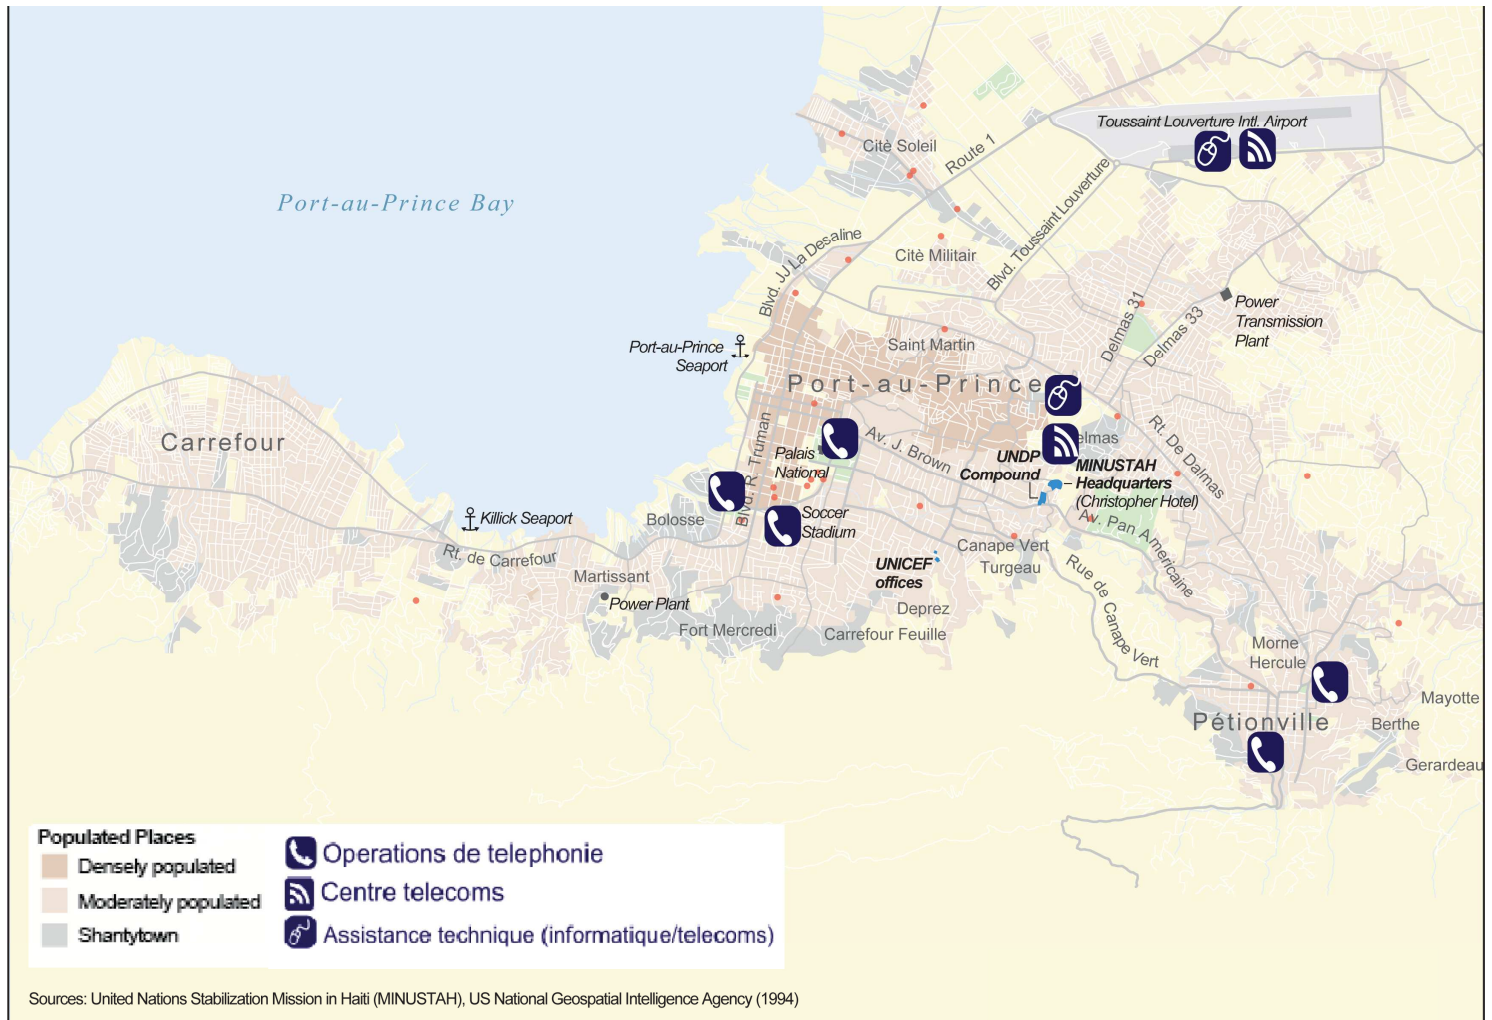 Toussaint Louverture Intl. Airport
Citè Soleil
Route 1
Port-au-Prince Bay
Blvd. Toussaint Louverture
Blvd. JJ La Desaline
Citè Militair
Power
Transmission
Plant
Delmas 31
Delmas 33
Saint Martin
Port-au-Prince
Seaport
Port-au-Prince
Carrefour
Blvd. R Truman
Palais
National
Av. J. Brown
elmas
Rt. De Dalmas
UNDP
Compound
MINUSTAH
Headquarters
(Christopher Hotel)
Killick Seaport
Bolosse
Soccer
Stadium
Av. Pan Americaine
Rt. de Carrefour
Canape Vert
Turgeau
UNICEF
offices
Rue de Canape Vert
Martissant
Power Plant
Deprez
Fort Mercredi
Carrefour Feuille
Morne
Hercule
Mayotte
Pétionville
Berthe
Gerardeau
Populated Places
Densely populated
Moderately populated
Shantytown
Operations de telephonie
Centre telecoms
Assistance technique (informatique/telecoms)
Sources: United Nations Stabilization Mission in Haiti (MINUSTAH), US National Geospatial Intelligence Agency (1994)